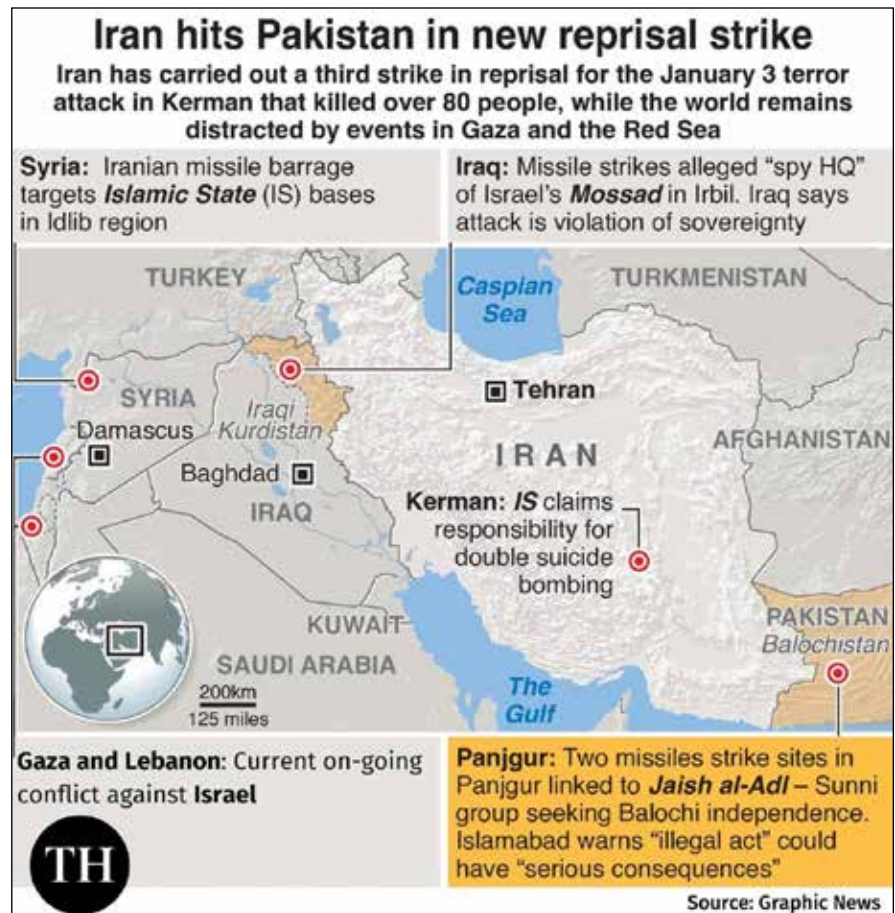 Iran hits Pakistan in new reprisal strike
Iran has carried out a third strike in reprisal for the January 3 terror
attack in Kerman that killed over 80 people, while the world remains
distracted by events in Gaza and the Red Sea
Syria: Iranian missile barrage
targets Islamic State (IS) bases
in Idlib region
Iraq: Missile strikes alleged “spy HQ”
of Israel’s Mossad in Irbil. Iraq says
attack is violation of sovereignty
TURKEY
Caspian
Sea
TURKMENISTAN
SYRIA
Iraqi
Kurdistan
Tehran
Damascus
AFGHANISTAN
Baghdad
IRAN
IRAQ
Kerman: IS claims
responsibility for
double suicide
bombing
KUWAIT
PAKISTAN
Balochistan
SAUDI ARABIA
200km
125 miles
The
Gulf
Gaza and Lebanon: Current on-going
conflict against Israel
Panjgur: Two missiles strike sites in
Panjgur linked to Jaish al-Adl – Sunni
group seeking Balochi independence.
Islamabad warns “illegal act” could
have “serious consequences”
TH
Source: Graphic News